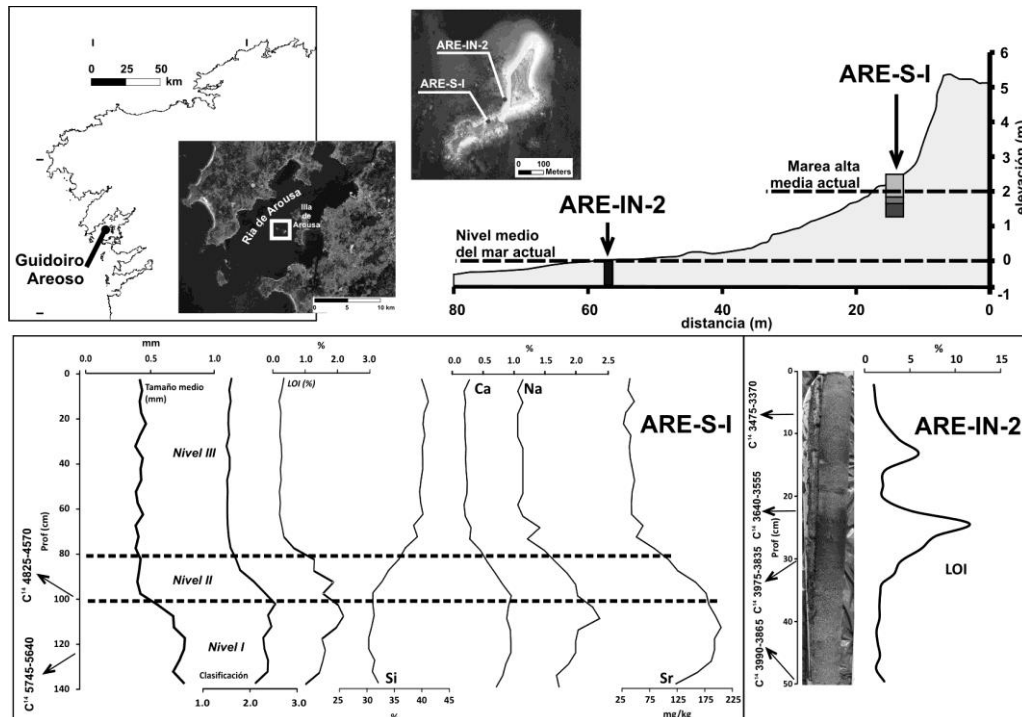 0 25 50
km
Guidoiro
Areoso
Ria de Arousa
Illa de
Arousa
0 5 10 km
ARE-IN-2
ARE-S-I
0 100
Meters
ARE-S-I
Marea alta
media actual
ARE-IN-2
Nivel medio
del mar actual
6
5
4
3
2
1
0
-1
elevación (m)
80 60 40 20 0
distancia (m)
mm
0.0 0.5 1.0
%
0.0 1.0 2.0 3.0
%
0.0 0.5 1.0 1.5 2.0 2.5
Tamaño medio
(mm)
LOI (%)
Ca
Na
ARE-S-I
Nivel III
Nivel II
Nivel I
Clasificación
Si
Sr
0
20
40
60
80
100
120
140
Prof (cm)
C¹⁴ 4825-4570
C¹⁴ 5745-5640
1.0 2.0 3.0
25 30 35 40 45
%
25 75 125 175 225
mg/kg
%
0 5 10 15
ARE-IN-2
LOI
0
10
20
30
40
50
Prof (cm)
C¹⁴ 3475-3370
C¹⁴ 3640-3555
C¹⁴ 3975-3835
C¹⁴ 3990-3865